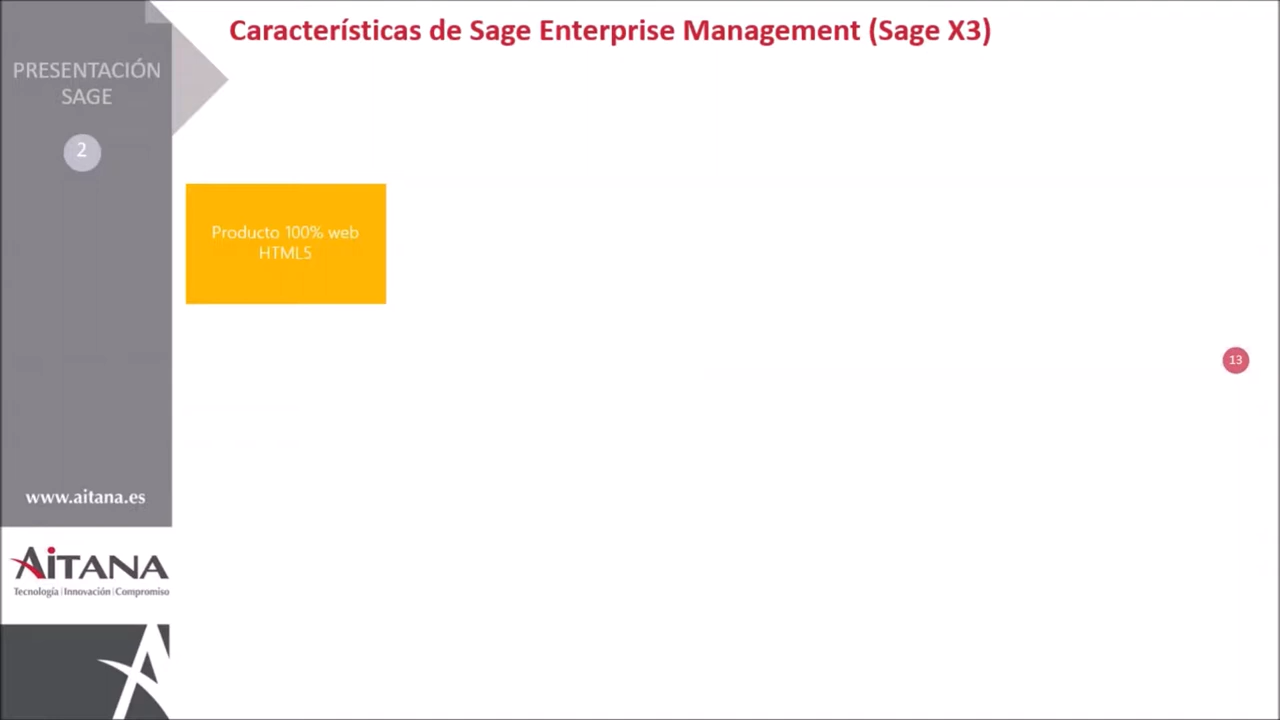 Características de Sage Enterprise Management (Sage X3)
PRESENTACIÓN
SAGE
2
Producto 100% web
HTML5
13
www.aitana.es
AITANA
Tecnología | Innovación | Compromiso